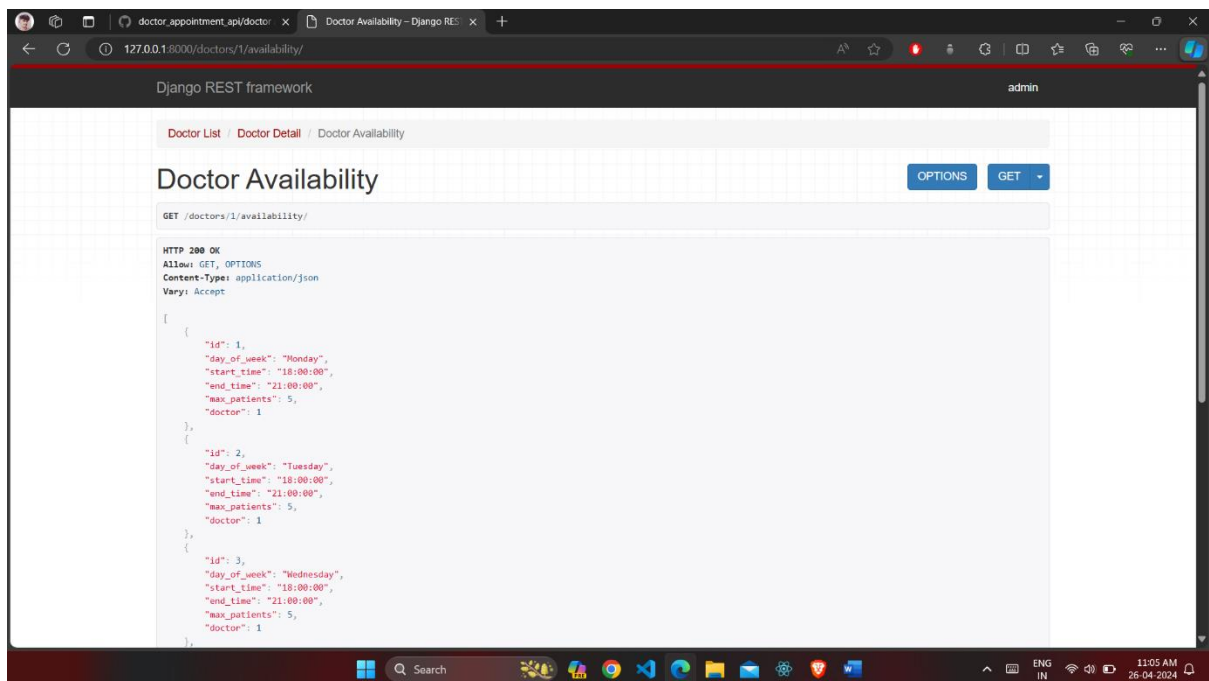 doctor_appointment_api/doctor
Doctor Availability – Django RES
127.0.0.1:8000/doctors/1/availability/
Django REST framework
admin
Doctor List / Doctor Detail / Doctor Availability
Doctor Availability
OPTIONS
GET
GET /doctors/1/availability/
HTTP 200 OK
Allow: GET, OPTIONS
Content-Type: application/json
Vary: Accept
[
    {
        "id": 1,
        "day_of_week": "Monday",
        "start_time": "18:00:00",
        "end_time": "21:00:00",
        "max_patients": 5,
        "doctor": 1
    },
    {
        "id": 2,
        "day_of_week": "Tuesday",
        "start_time": "18:00:00",
        "end_time": "21:00:00",
        "max_patients": 5,
        "doctor": 1
    },
    {
        "id": 3,
        "day_of_week": "Wednesday",
        "start_time": "18:00:00",
        "end_time": "21:00:00",
        "max_patients": 5,
        "doctor": 1
    },
Search
ENG
IN
11:05 AM
26-04-2024